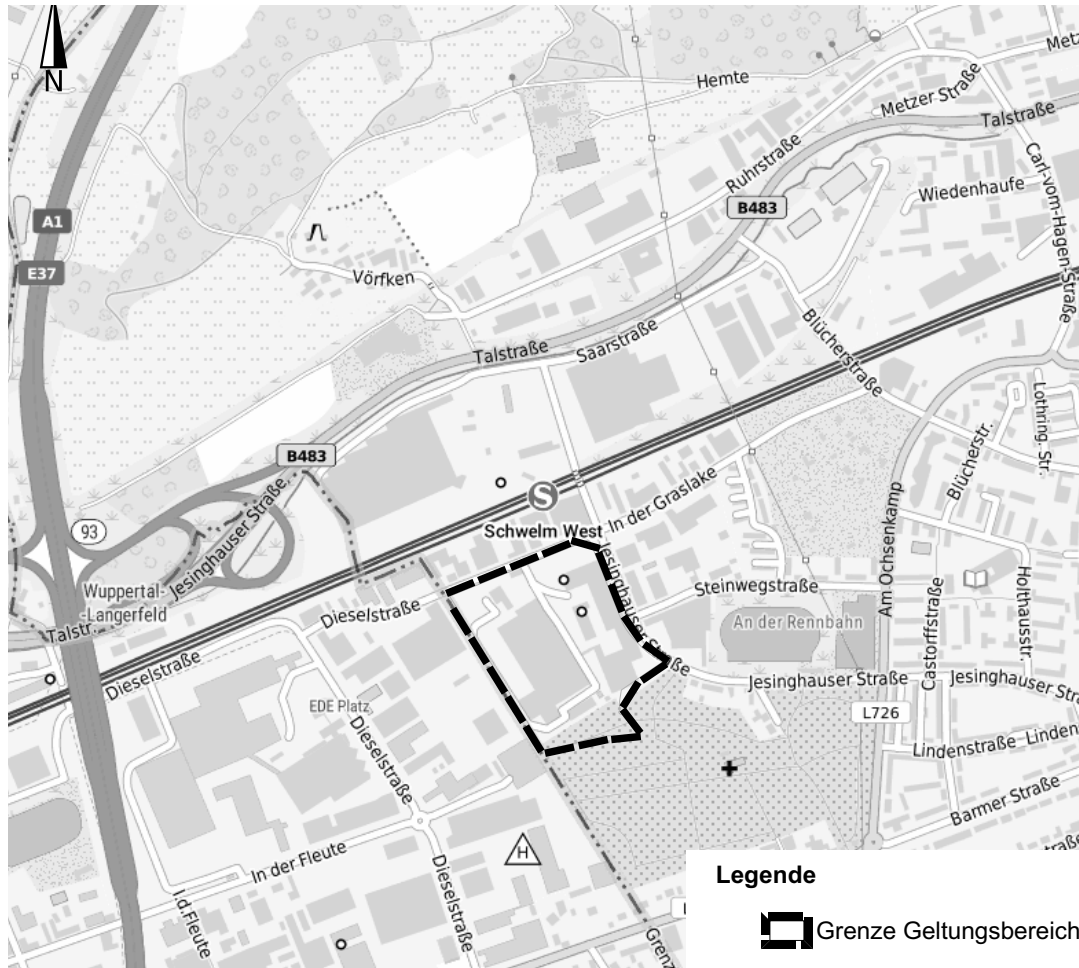 N
Hemte
Metz
Metzer Straße
Talstraße
Ruhrstraße
Carl-vom-Hagen-Straße
Wiedenhaufe
B483
A1
E37
Vörfken
Talstraße
Saarstraße
Blücherstraße
Lothring. Str.
Blücherstr.
B483
93
Jesinghauser Straße
S
Schwelm West
In der Graslake
Am Ochsenkamp
Wuppertal-
-Langerfeld
Talstr.
Dieselstraße
Dieselstraße
Jesinghauser Straße
Steinwegstraße
An der Rennbahn
Castorffstraße
Holthausstr.
Jesinghauser Straße
Jesinghauser Stra
EDE Platz
Dieselstraße
L726
Lindenstraße
Linden
Barmer Straße
straße
In der Fleute
H
I.d.Fleute
Dieselstraße
L
Grenz
Legende
Grenze Geltungsbereich